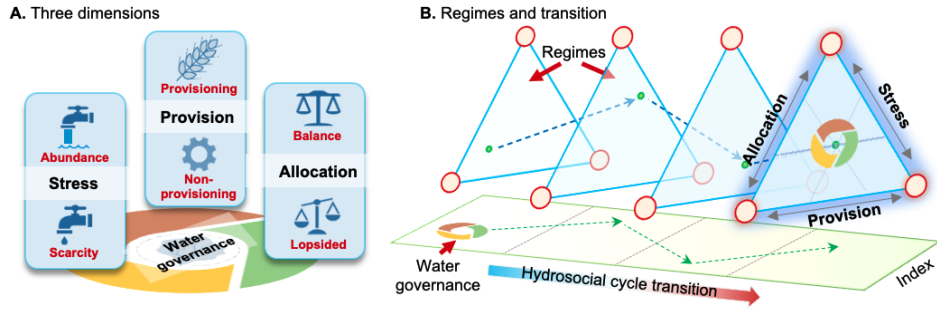 A. Three dimensions
Provisioning
Provision
Non-
provisioning
Abundance
Stress
Scarcity
Balance
Allocation
Lopsided
Water
governance
B. Regimes and transition
Regimes
Allocation
Stress
Provision
Water
governance
Hydrosocial cycle transition
Index